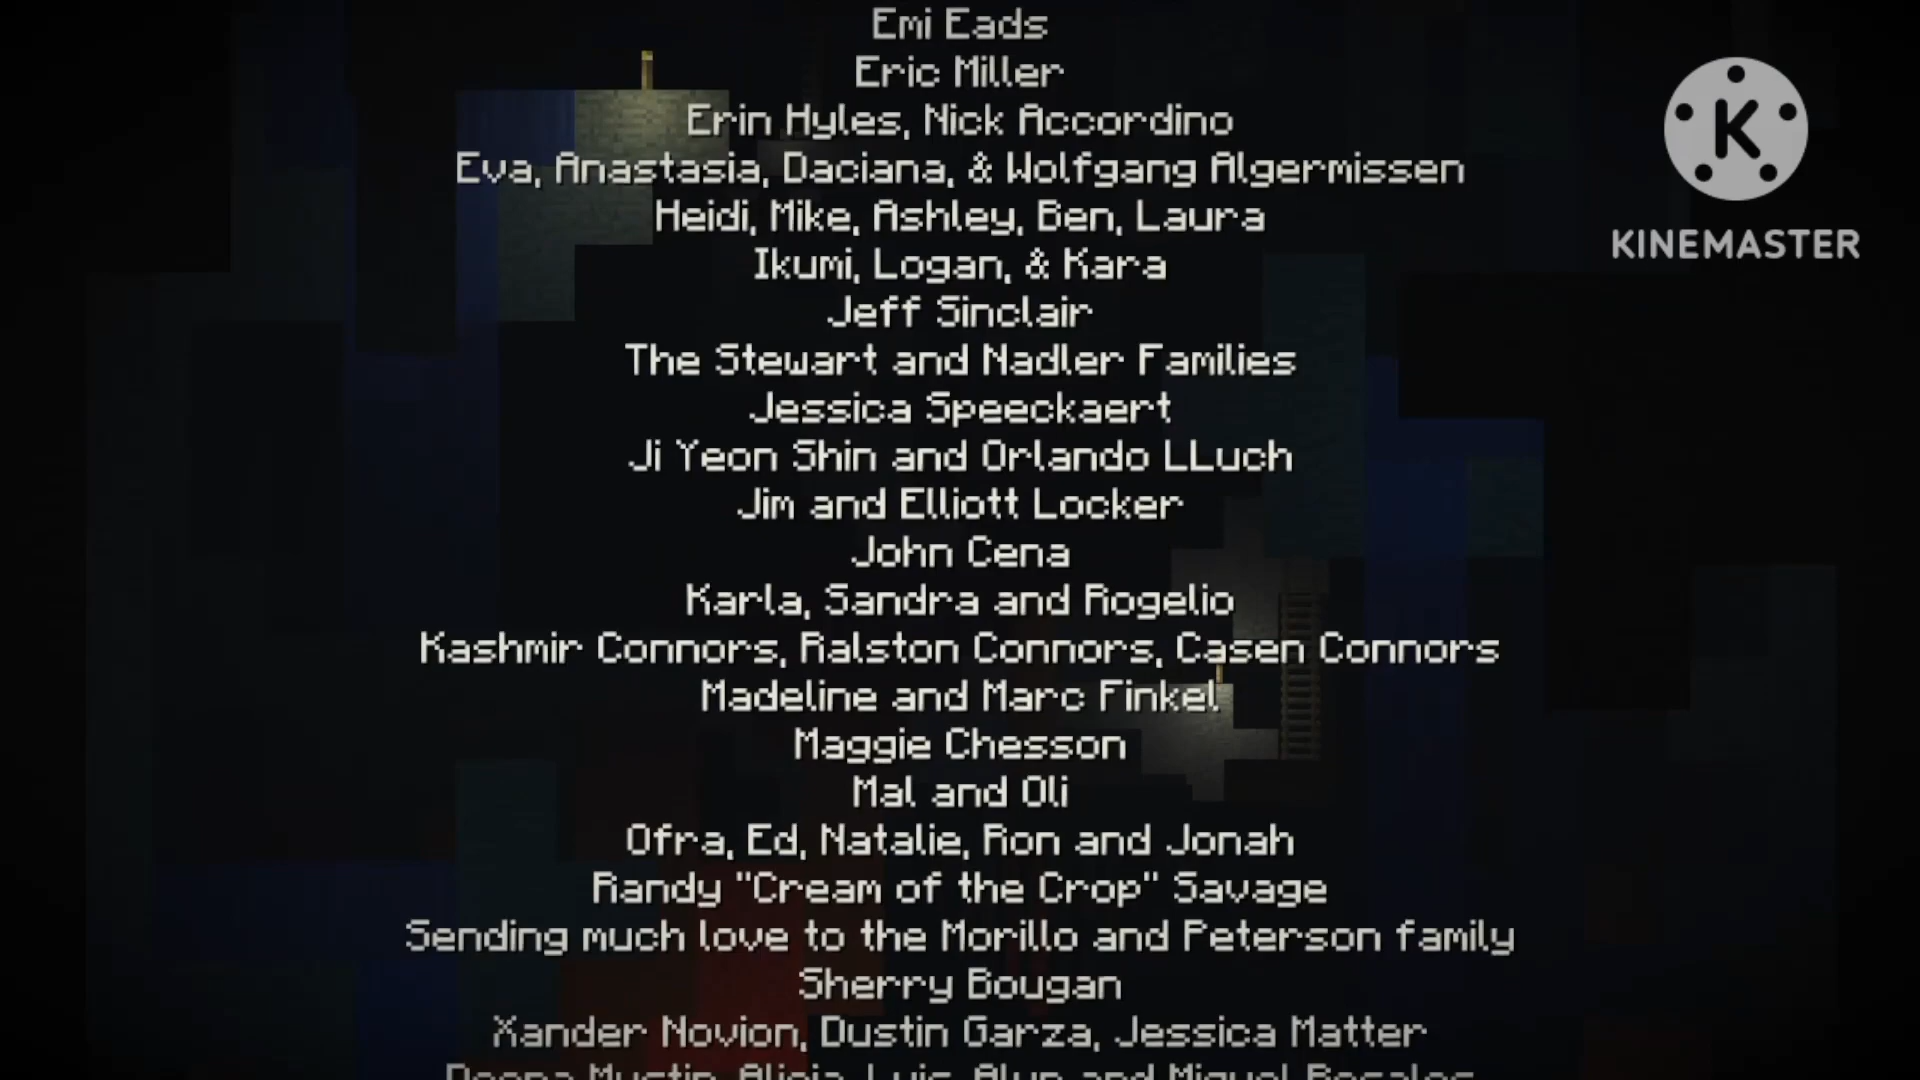 Emi Eads
Eric Miller
Erin Hyles, Nick Accordino
Eva, Anastasia, Daciana, & Wolfgang Algermissen
Heidi, Mike, Ashley, Ben, Laura
Ikumi, Logan, & Kara
Jeff Sinclair
The Stewart and Nadler Families
Jessica Speeckaert
Ji Yeon Shin and Orlando LLuch
Jim and Elliott Locker
John Cena
Karla, Sandra and Rogelio
Kashmir Connors, Ralston Connors, Casen Connors
Madeline and Marc Finkel
Maggie Chesson
Mal and Oli
Ofra, Ed, Natalie, Ron and Jonah
Randy "Cream of the Crop" Savage
Sending much love to the Morillo and Peterson family
Sherry Bougan
Xander Novion, Dustin Garza, Jessica Matter
Alicia, Luis, and Miguel
K
KINEMASTER